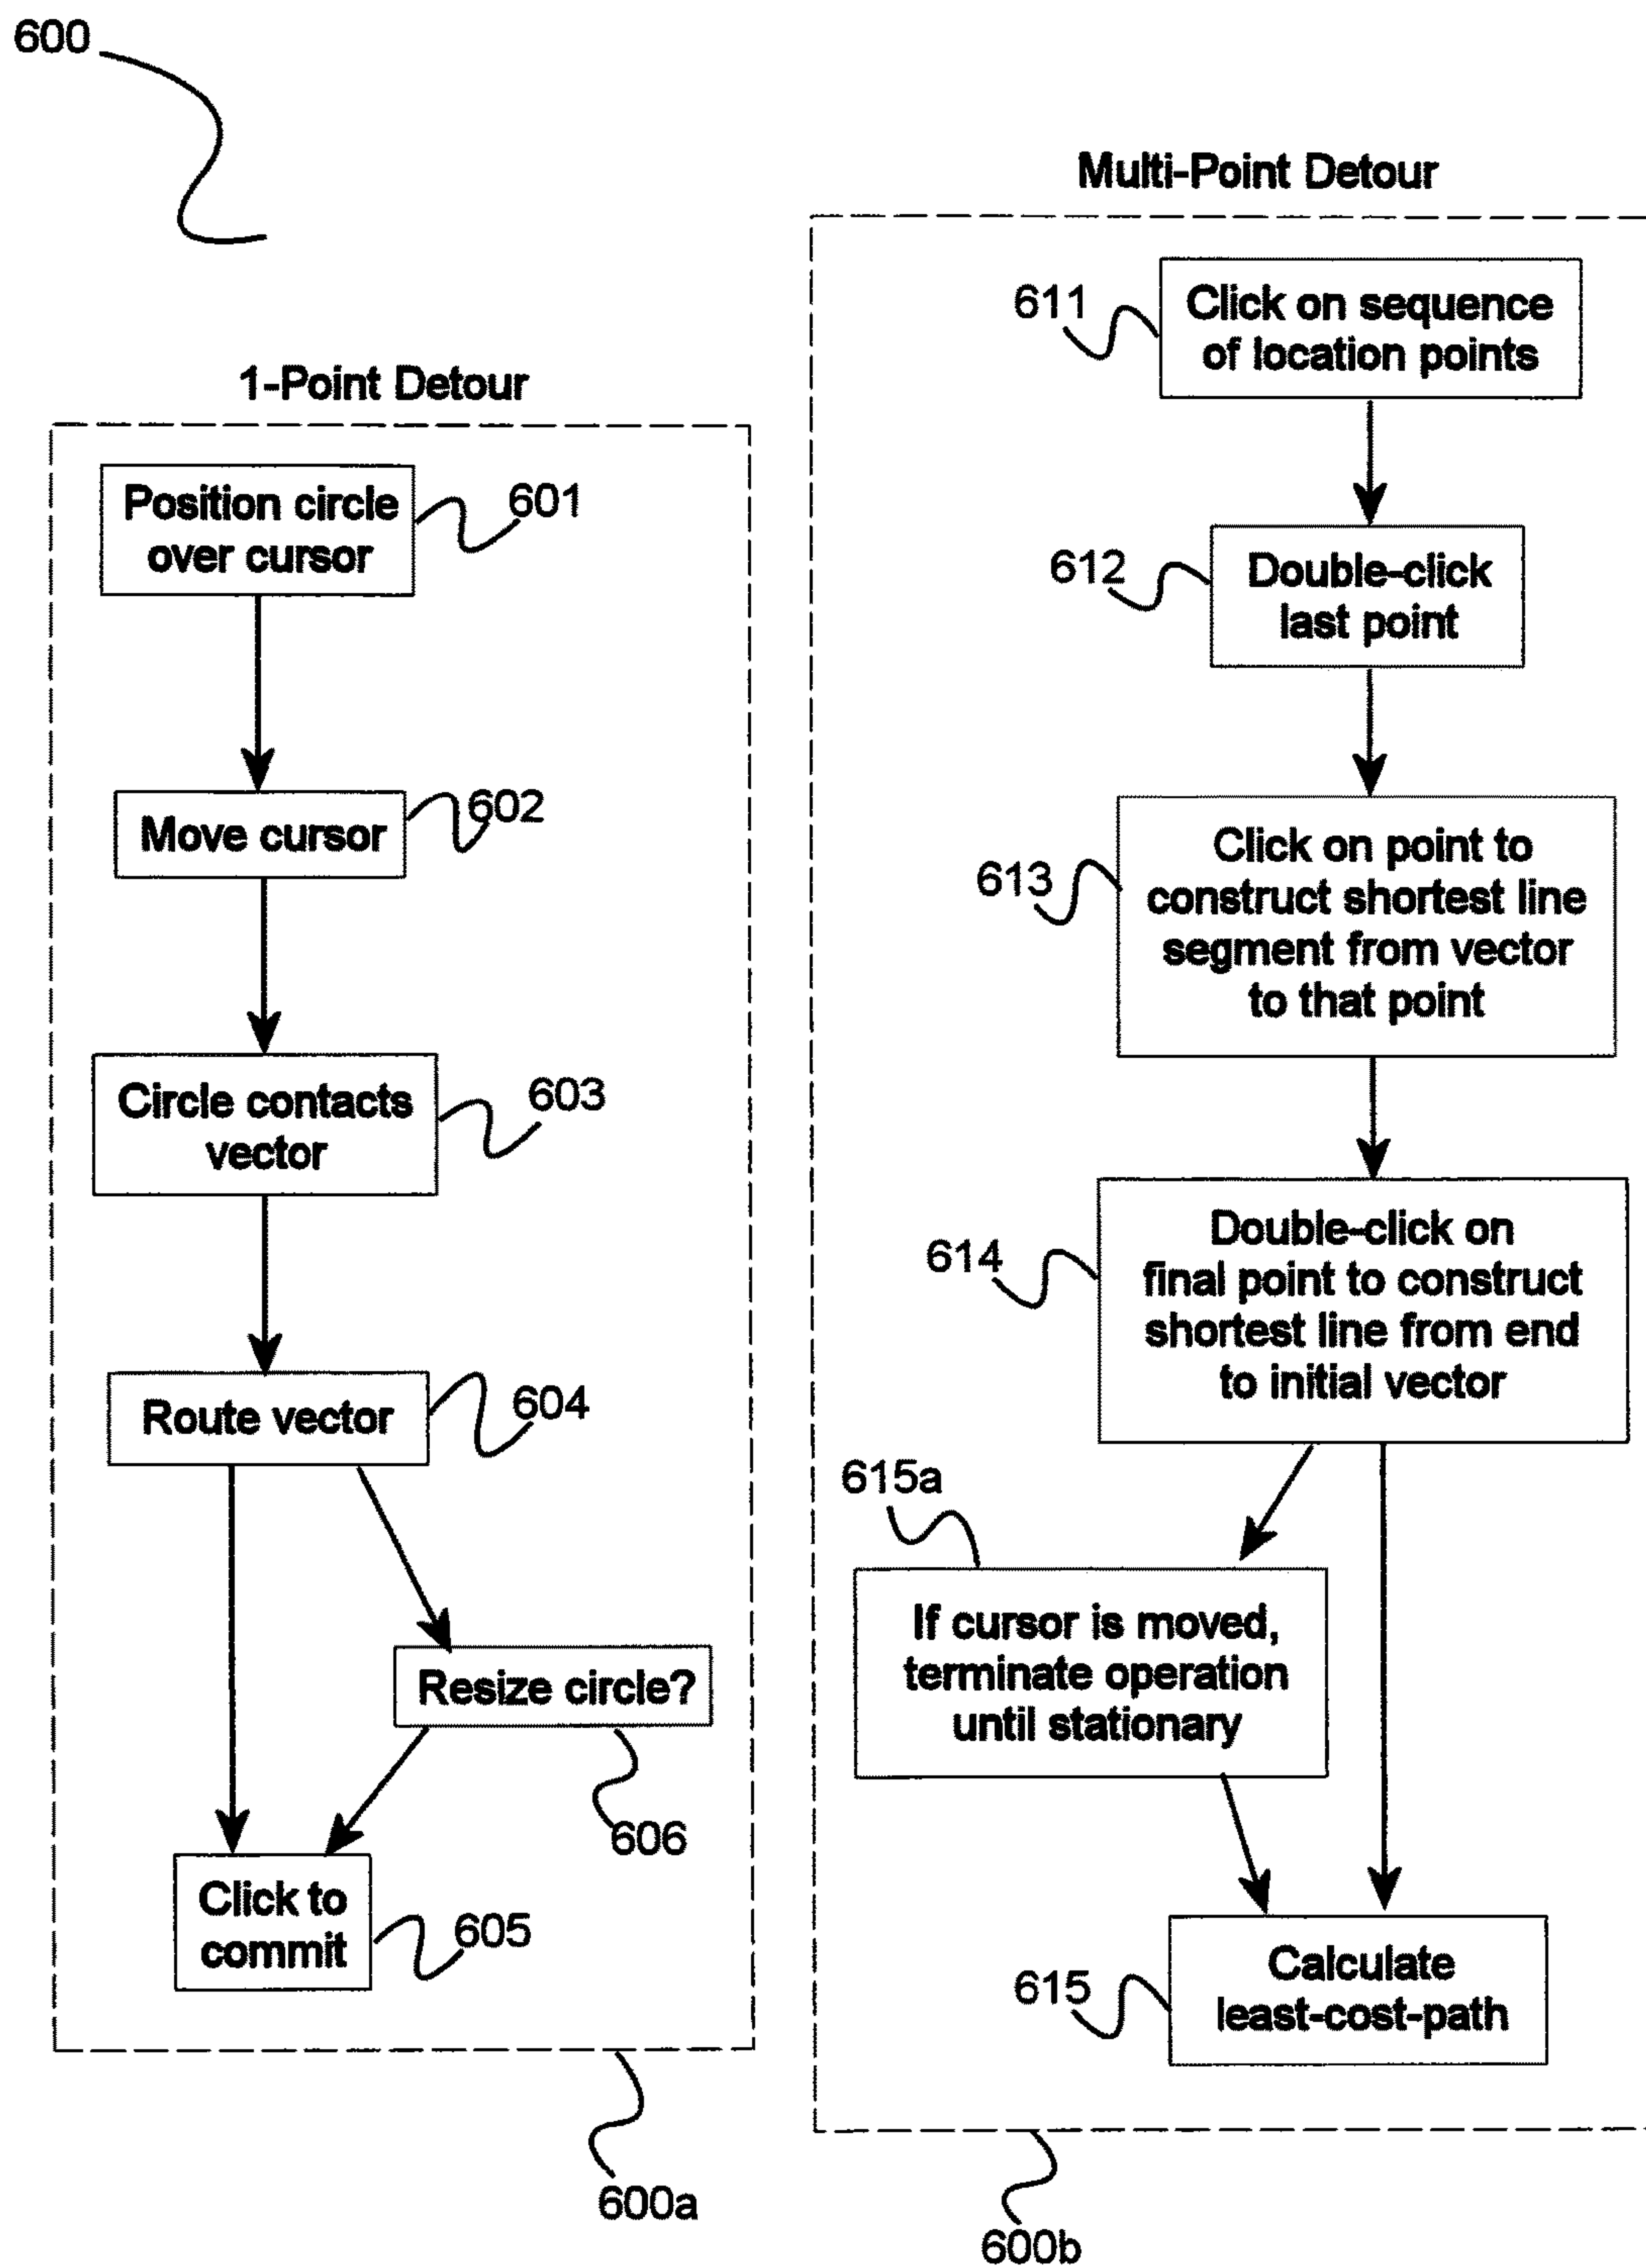 600
1-Point Detour
Position circle
over cursor
601
Move cursor
602
Circle contacts
vector
603
Route vector
604
Resize circle?
606
Click to
commit
605
600a
Multi-Point Detour
611
Click on sequence
of location points
612
Double-click
last point
613
Click on point to
construct shortest line
segment from vector
to that point
614
Double-click on
final point to construct
shortest line from end
to initial vector
615a
If cursor is moved,
terminate operation
until stationary
615
Calculate
least-cost-path
600b